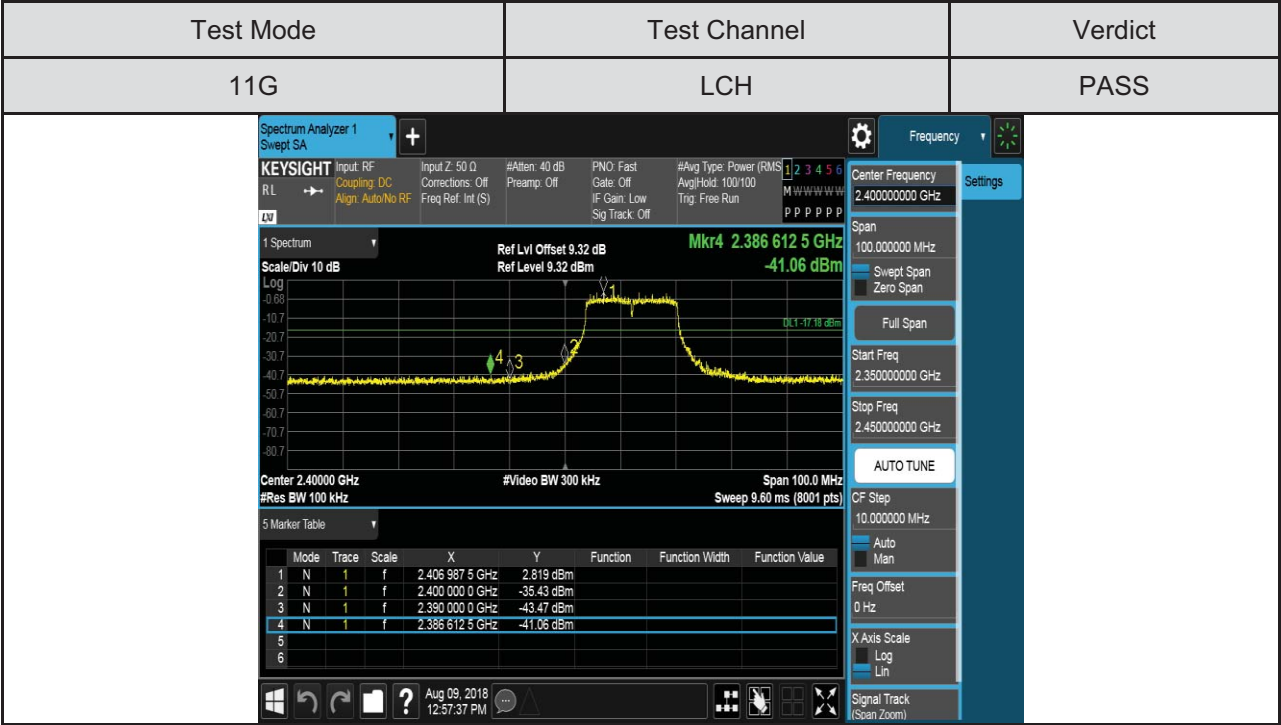 Test Mode Test Channel Verdict
11G LCH PASS
Spectrum Analyzer 1
Swept SA
Frequency
KEYSIGHT
RL
LXI
Input: RF
Coupling: DC
Align: Auto/No RF
Input Z: 50 Ω
Corrections: Off
Freq Ref: Int (S)
#Atten: 40 dB
Preamp: Off
PNO: Fast
Gate: Off
IF Gain: Low
Sig Track: Off
#Avg Type: Power (RMS
Avg|Hold: 100/100
Trig: Free Run
1 2 3 4 5 6
M W W W W W
P P P P P P
1 Spectrum
Scale/Div 10 dB
Ref Lvl Offset 9.32 dB
Ref Level 9.32 dBm
Mkr4 2.386 612 5 GHz
-41.06 dBm
Log
-0.68
-10.7
-20.7
-30.7
-40.7
-50.7
-60.7
-70.7
-80.7
1
DL1 -17.18 dBm
2
4
3
Center 2.40000 GHz
#Res BW 100 kHz
#Video BW 300 kHz
Span 100.0 MHz
Sweep 9.60 ms (8001 pts)
5 Marker Table
Mode Trace Scale X Y Function Function Width Function Value
1 N 1 f 2.406 987 5 GHz 2.819 dBm
2 N 1 f 2.400 000 0 GHz -35.43 dBm
3 N 1 f 2.390 000 0 GHz -43.47 dBm
4 N 1 f 2.386 612 5 GHz -41.06 dBm
5
6
?
Aug 09, 2018
12:57:37 PM
Center Frequency
2.400000000 GHz
Settings
Span
100.000000 MHz
Swept Span
Zero Span
Full Span
Start Freq
2.350000000 GHz
Stop Freq
2.450000000 GHz
AUTO TUNE
CF Step
10.000000 MHz
Auto
Man
Freq Offset
0 Hz
X Axis Scale
Log
Lin
Signal Track
(Span Zoom)